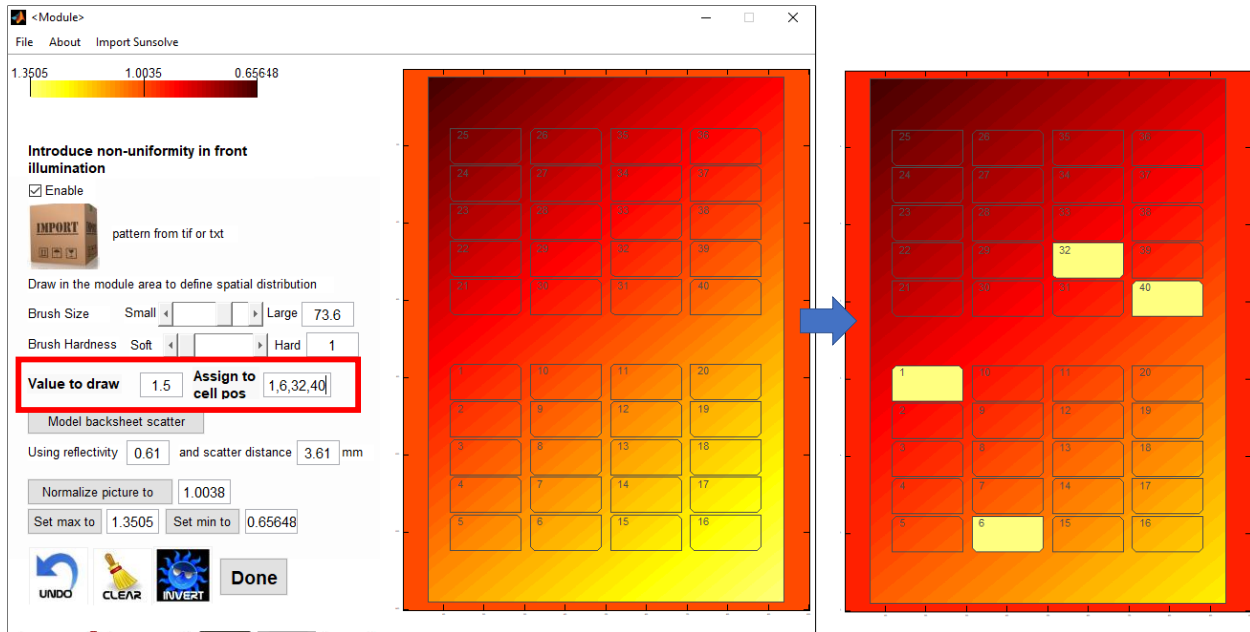 <Module>
File About Import Sunsolve
1.3505 1.0035 0.65648
Introduce non-uniformity in front
illumination
Enable
IMPORT
pattern from tif or txt
Draw in the module area to define spatial distribution
Brush Size Small Large 73.6
Brush Hardness Soft Hard 1
Value to draw 1.5 Assign to
cell pos 1,6,32,40
Model backsheet scatter
Using reflectivity 0.61 and scatter distance 3.61 mm
Normalize picture to 1.0038
Set max to 1.3505 Set min to 0.65648
UNDO CLEAR INVERT Done
25 26 35 36
24 27 34 37
23 28 33 38
22 29 32 39
21 30 31 40
1 10 11 20
2 9 12 19
3 8 13 18
4 7 14 17
5 6 15 16
25 26 35 36
24 27 34 37
23 28 33 38
22 29 32 39
21 30 31 40
1 10 11 20
2 9 12 19
3 8 13 18
4 7 14 17
5 6 15 16